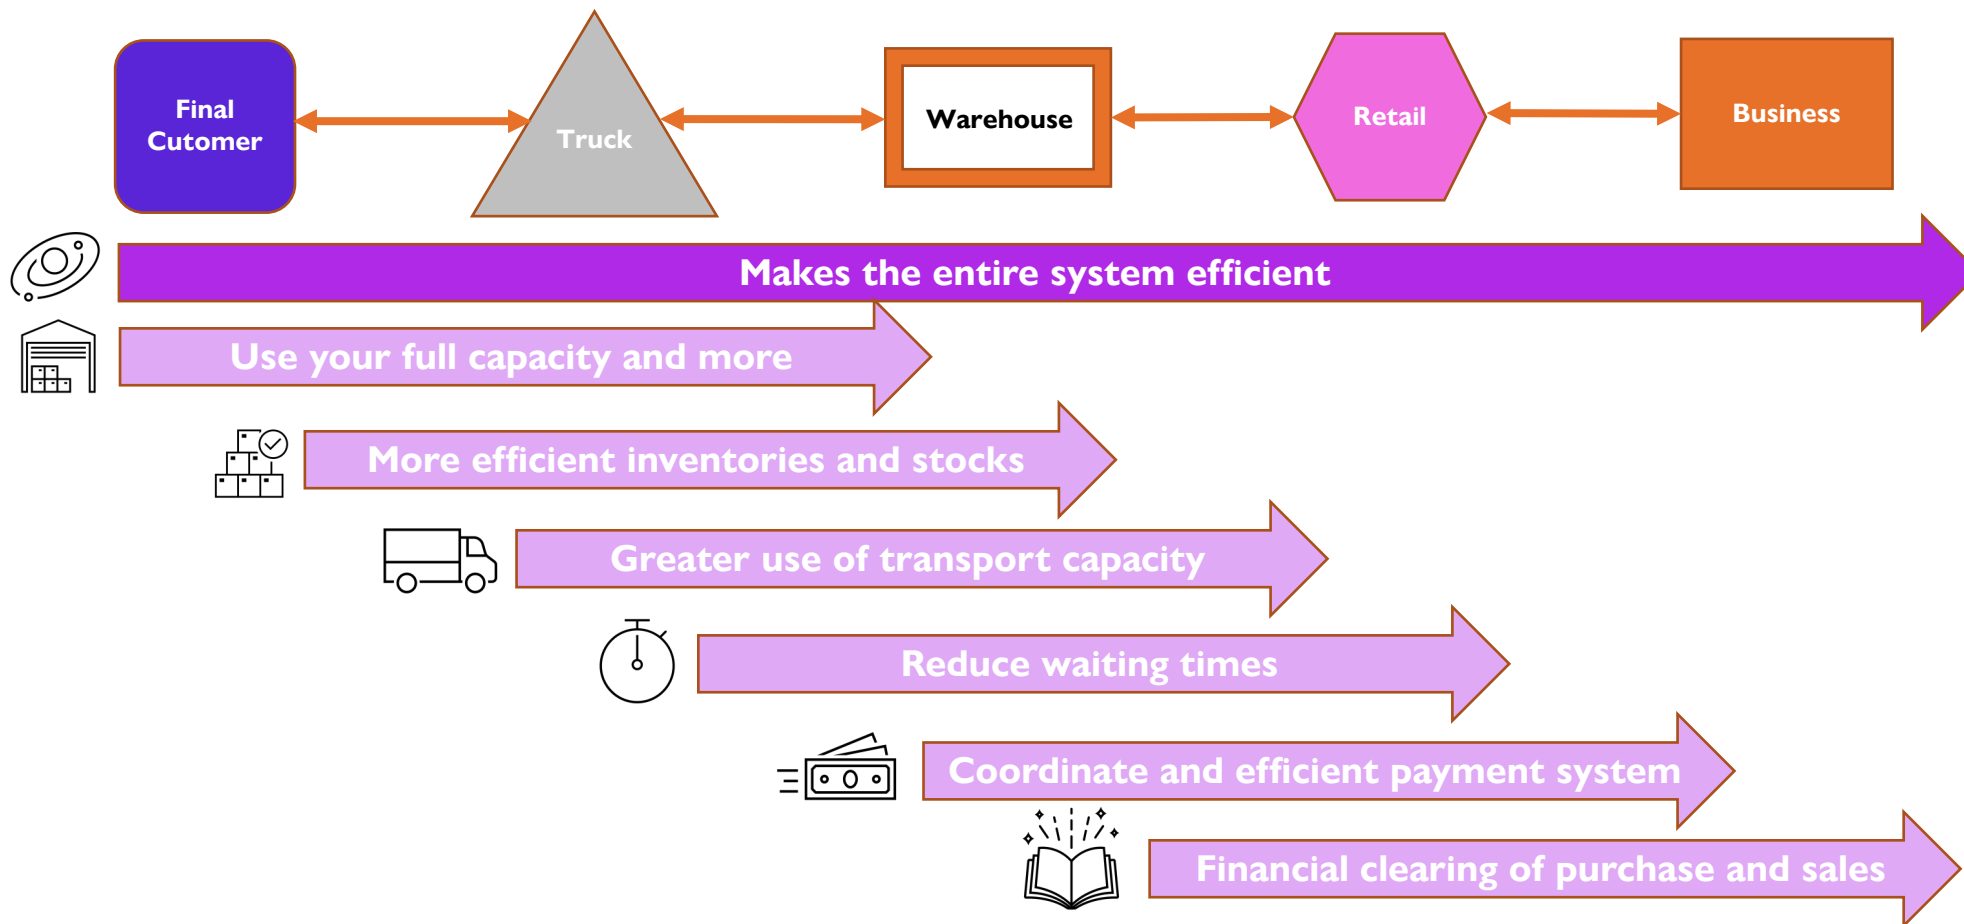 Final
Cutomer
Truck
Warehouse
Retail
Business
Makes the entire system efficient
Use your full capacity and more
More efficient inventories and stocks
Greater use of transport capacity
Reduce waiting times
Coordinate and efficient payment system
Financial clearing of purchase and sales